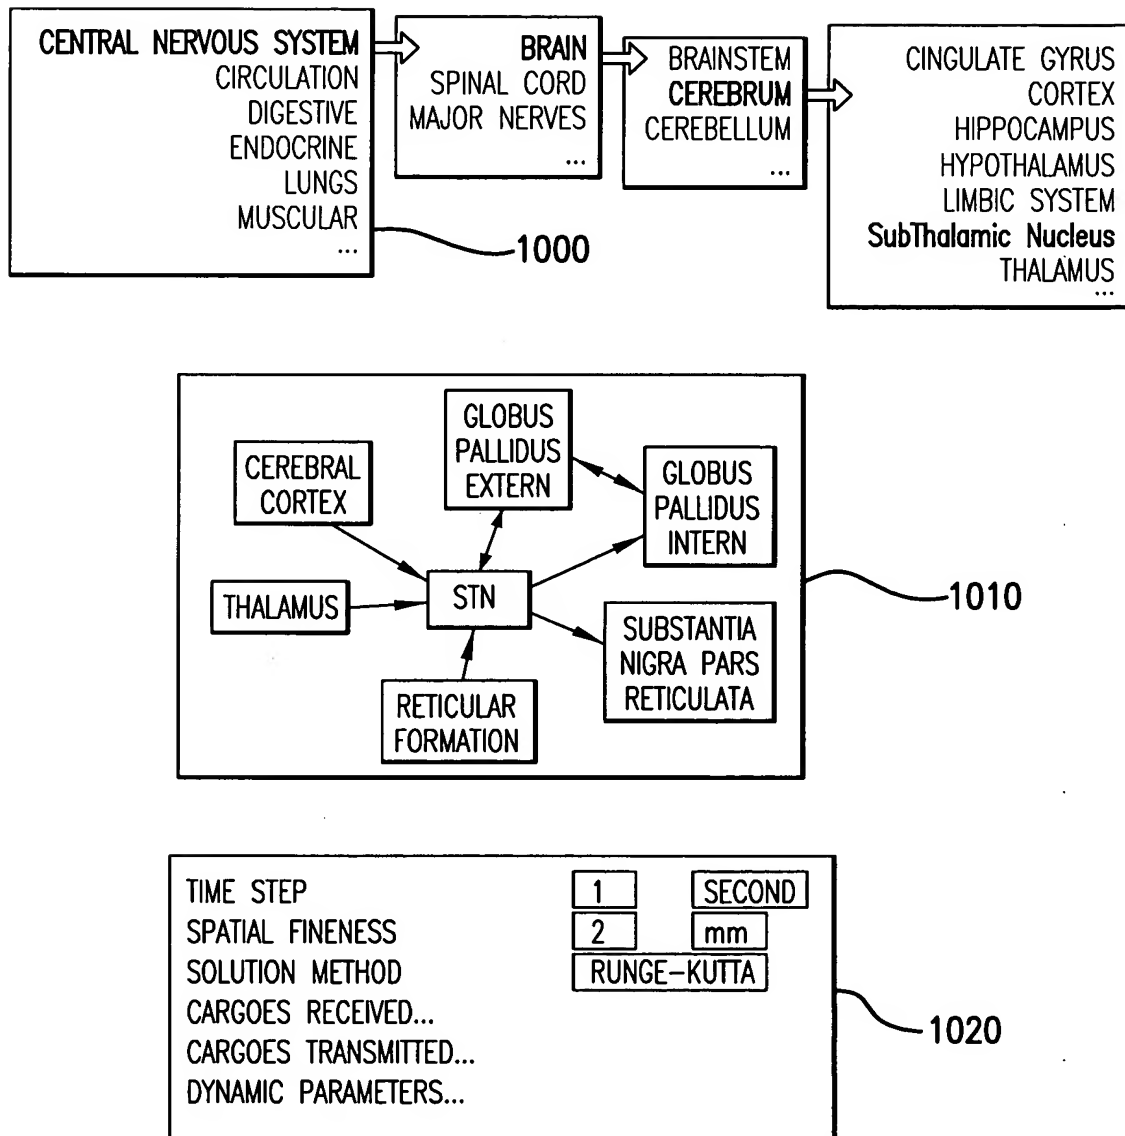 CENTRAL NERVOUS SYSTEM
CIRCULATION
DIGESTIVE
ENDOCRINE
LUNGS
MUSCULAR
...
1000
BRAIN
SPINAL CORD
MAJOR NERVES
...
BRAINSTEM
CEREBRUM
CEREBELLUM
...
CINGULATE GYRUS
CORTEX
HIPPOCAMPUS
HYPOTHALAMUS
LIMBIC SYSTEM
SubThalamic Nucleus
THALAMUS
...
CEREBRAL
CORTEX
GLOBUS
PALLIDUS
EXTERN
GLOBUS
PALLIDUS
INTERN
THALAMUS
STN
SUBSTANTIA
NIGRA PARS
RETICULATA
RETICULAR
FORMATION
1010
TIME STEP 1 SECOND
SPATIAL FINENESS 2 mm
SOLUTION METHOD RUNGE-KUTTA
CARGOES RECEIVED...
CARGOES TRANSMITTED...
DYNAMIC PARAMETERS...
1020